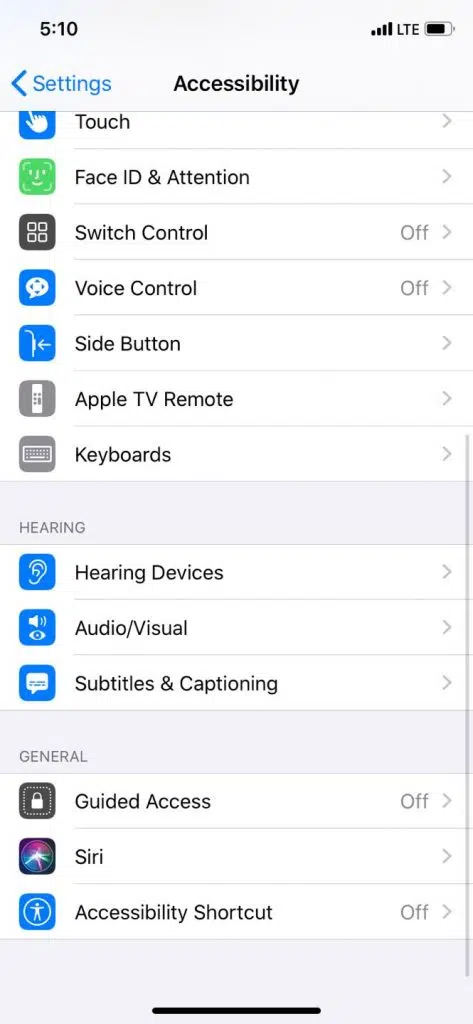 5:10 LTE
Settings Accessibility
Touch
Face ID & Attention
Switch Control Off
Voice Control Off
Side Button
Apple TV Remote
Keyboards
HEARING
Hearing Devices
Audio/Visual
Subtitles & Captioning
GENERAL
Guided Access Off
Siri
Accessibility Shortcut Off